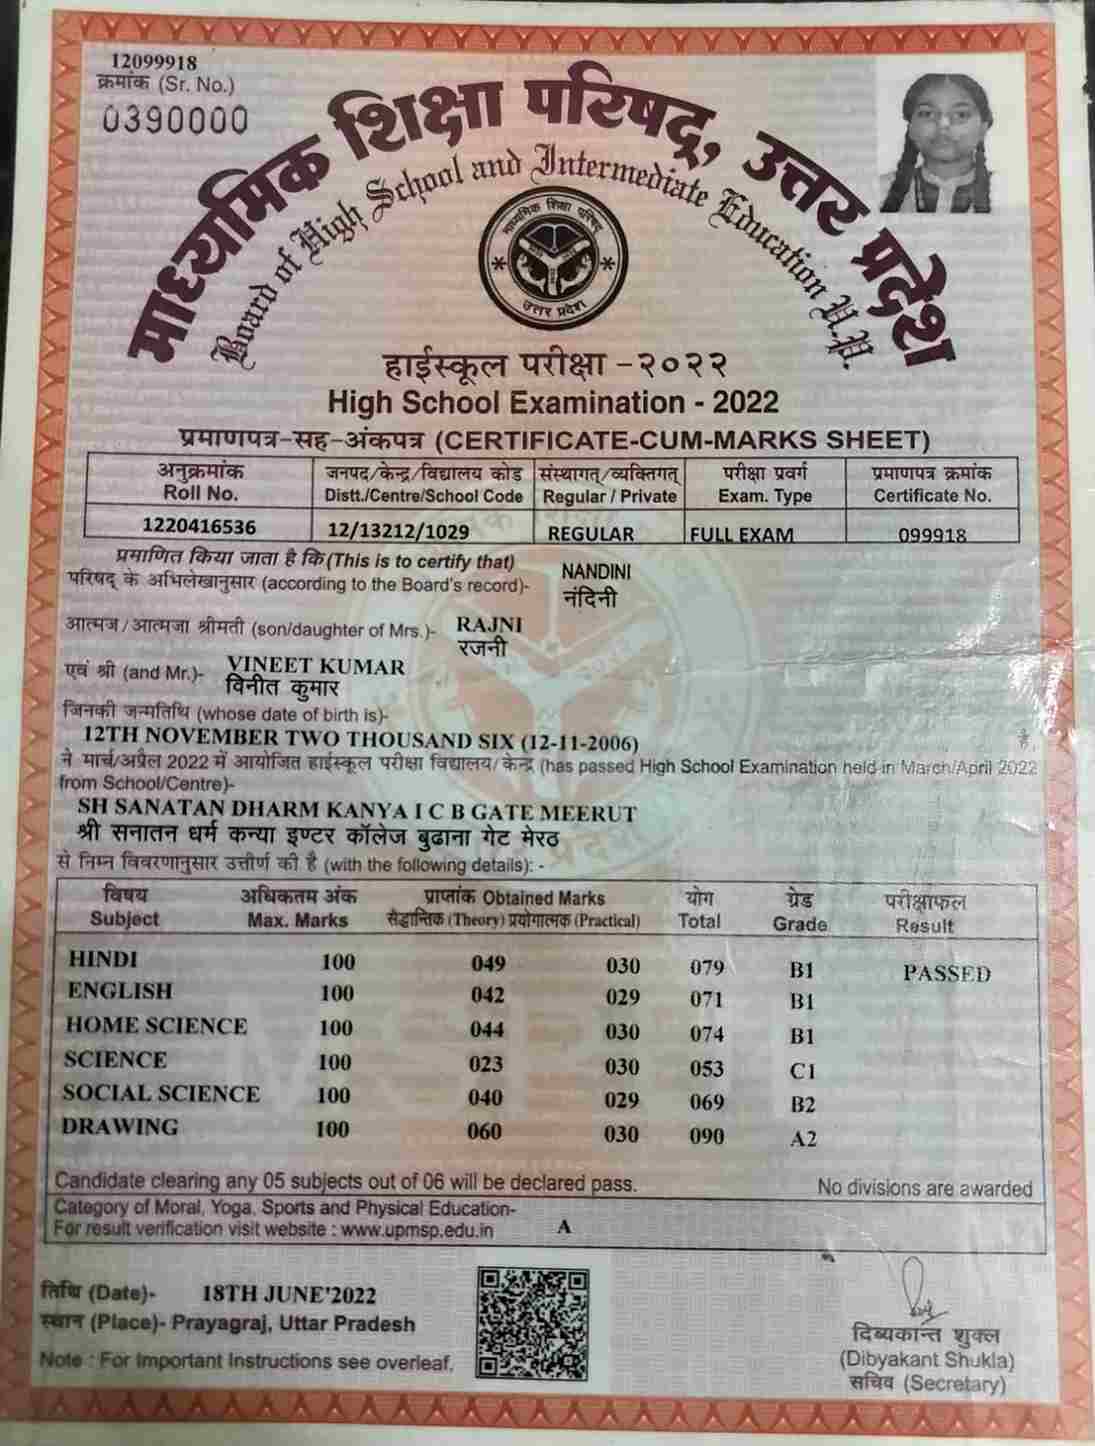 12099918
क्रमांक (Sr. No.)
0390000
माध्यमिक शिक्षा परिषद्, उत्तर प्रदेश
Board of High School and Intermediate Education U.P.
माध्यमिक शिक्षा परिषद
उत्तर प्रदेश
हाईस्कूल परीक्षा -२०२२
High School Examination - 2022
प्रमाणपत्र-सह-अंकपत्र (CERTIFICATE-CUM-MARKS SHEET)
अनुक्रमांक जनपद/केन्द्र/विद्यालय कोड संस्थागत्/व्यक्तिगत् परीक्षा प्रवर्ग प्रमाणपत्र क्रमांक
Roll No. Distt./Centre/School Code Regular / Private Exam. Type Certificate No.
1220416536 12/13212/1029 REGULAR FULL EXAM 099918
प्रमाणित किया जाता है कि (This is to certify that)
परिषद् के अभिलेखानुसार (according to the Board's record)- NANDINI
नंदिनी
आत्मज/आत्मजा श्रीमती (son/daughter of Mrs.)- RAJNI
रजनी
एवं श्री (and Mr.)- VINEET KUMAR
विनीत कुमार
जिनकी जन्मतिथि (whose date of birth is)-
12TH NOVEMBER TWO THOUSAND SIX (12-11-2006) है,
ने मार्च/अप्रैल 2022 में आयोजित हाईस्कूल परीक्षा विद्यालय/केन्द्र (has passed High School Examination held in March/April 2022
from School/Centre)-
SH SANATAN DHARM KANYA I C B GATE MEERUT
श्री सनातन धर्म कन्या इण्टर कॉलेज बुढाना गेट मेरठ
से निम्न विवरणानुसार उत्तीर्ण की है (with the following details): -
विषय अधिकतम अंक प्राप्तांक Obtained Marks योग ग्रेड परीक्षाफल
Subject Max. Marks सैद्धान्तिक (Theory) प्रयोगात्मक (Practical) Total Grade Result
HINDI 100 049 030 079 B1 PASSED
ENGLISH 100 042 029 071 B1
HOME SCIENCE 100 044 030 074 B1
SCIENCE 100 023 030 053 C1
SOCIAL SCIENCE 100 040 029 069 B2
DRAWING 100 060 030 090 A2
Candidate clearing any 05 subjects out of 06 will be declared pass. No divisions are awarded
Category of Moral, Yoga, Sports and Physical Education-
For result verification visit website : www.upmsp.edu.in A
तिथि (Date)- 18TH JUNE'2022
स्थान (Place)- Prayagraj, Uttar Pradesh
Note : For Important Instructions see overleaf.
दिब्यकान्त शुक्ल
(Dibyakant Shukla)
सचिव (Secretary)